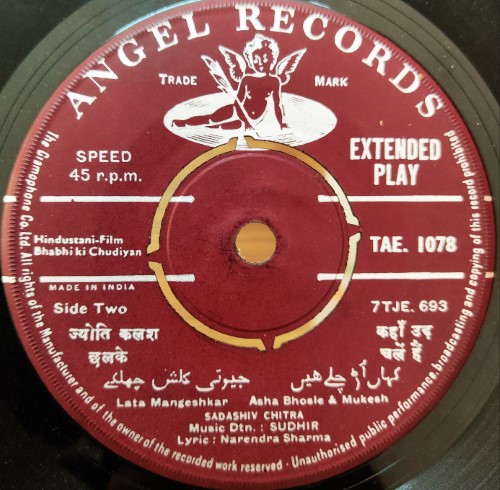 ANGEL RECORDS
TRADE MARK
SPEED
45 r.p.m.
EXTENDED
PLAY
Hindustani-Film
Bhabhi ki Chudiyan
TAE. 1078
MADE IN INDIA
Side Two
7TJE. 693
ज्योति कलश
छलके
कहाँ उड़
चले हैं
جیوتی کلش چھلکے
کہاں اُڑ چلے ھیں
Lata Mangeshkar
Asha Bhosle & Mukesh
SADASHIV CHITRA
Music Dtn. : SUDHIR
Lyric : Narendra Sharma
the Gramophone Co. Ltd. All rights of the Manufacturer and of the owner of the recorded work reserved · Unauthorised public performance, broadcasting and copying of this record prohibited